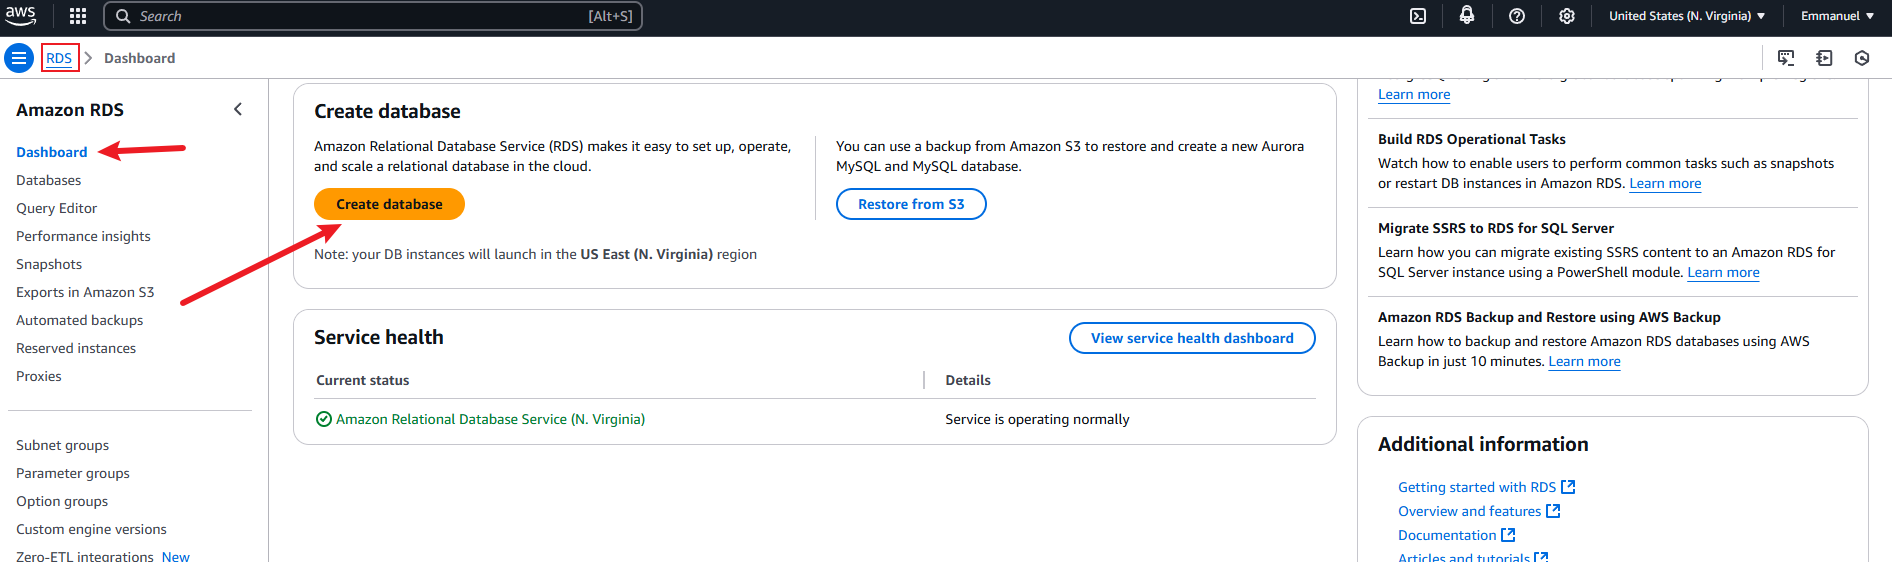 aws
Search
[Alt+S]
United States (N. Virginia)
Emmanuel
RDS
Dashboard
Amazon RDS
Dashboard
Databases
Query Editor
Performance insights
Snapshots
Exports in Amazon S3
Automated backups
Reserved instances
Proxies
Subnet groups
Parameter groups
Option groups
Custom engine versions
Zero-ETL integrations New
Create database
Amazon Relational Database Service (RDS) makes it easy to set up, operate,
and scale a relational database in the cloud.
Create database
You can use a backup from Amazon S3 to restore and create a new Aurora
MySQL and MySQL database.
Restore from S3
Note: your DB instances will launch in the US East (N. Virginia) region
Service health
View service health dashboard
Current status
Details
Amazon Relational Database Service (N. Virginia)
Service is operating normally
Learn more
Build RDS Operational Tasks
Watch how to enable users to perform common tasks such as snapshots
or restart DB instances in Amazon RDS. Learn more
Migrate SSRS to RDS for SQL Server
Learn how you can migrate existing SSRS content to an Amazon RDS for
SQL Server instance using a PowerShell module. Learn more
Amazon RDS Backup and Restore using AWS Backup
Learn how to backup and restore Amazon RDS databases using AWS
Backup in just 10 minutes. Learn more
Additional information
Getting started with RDS
Overview and features
Documentation
Articles and tutorials